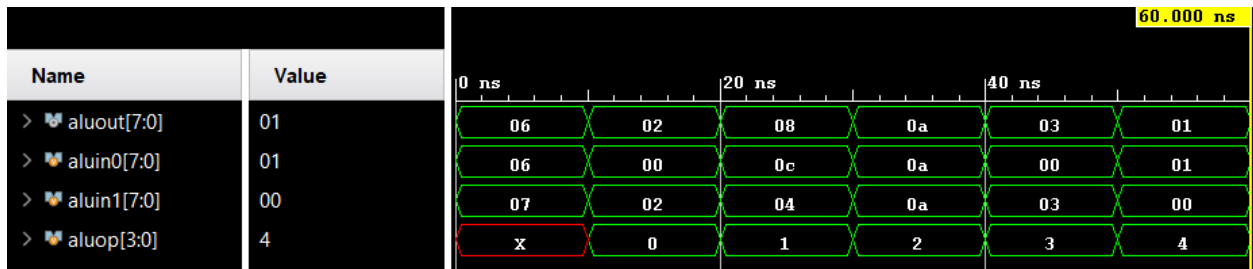 60.000 ns
Name Value 0 ns 20 ns 40 ns
aluout[7:0] 01 06 02 08 0a 03 01
aluin0[7:0] 01 06 00 0c 0a 00 01
aluin1[7:0] 00 07 02 04 0a 03 00
aluop[3:0] 4 X 0 1 2 3 4